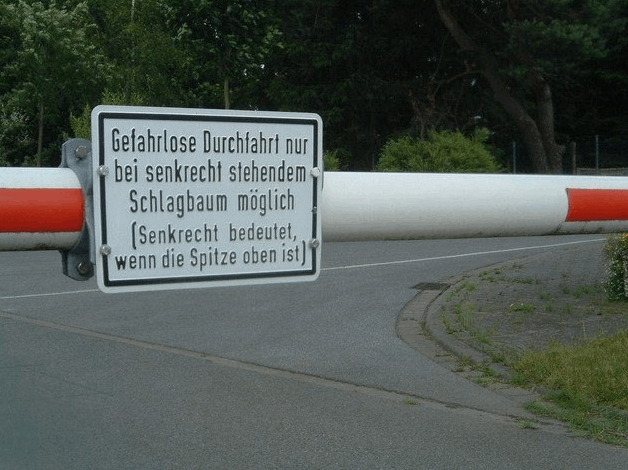 Gefahrlose Durchfahrt nur
bei senkrecht stehendem
Schlagbaum möglich
(Senkrecht bedeutet,
wenn die Spitze oben ist)